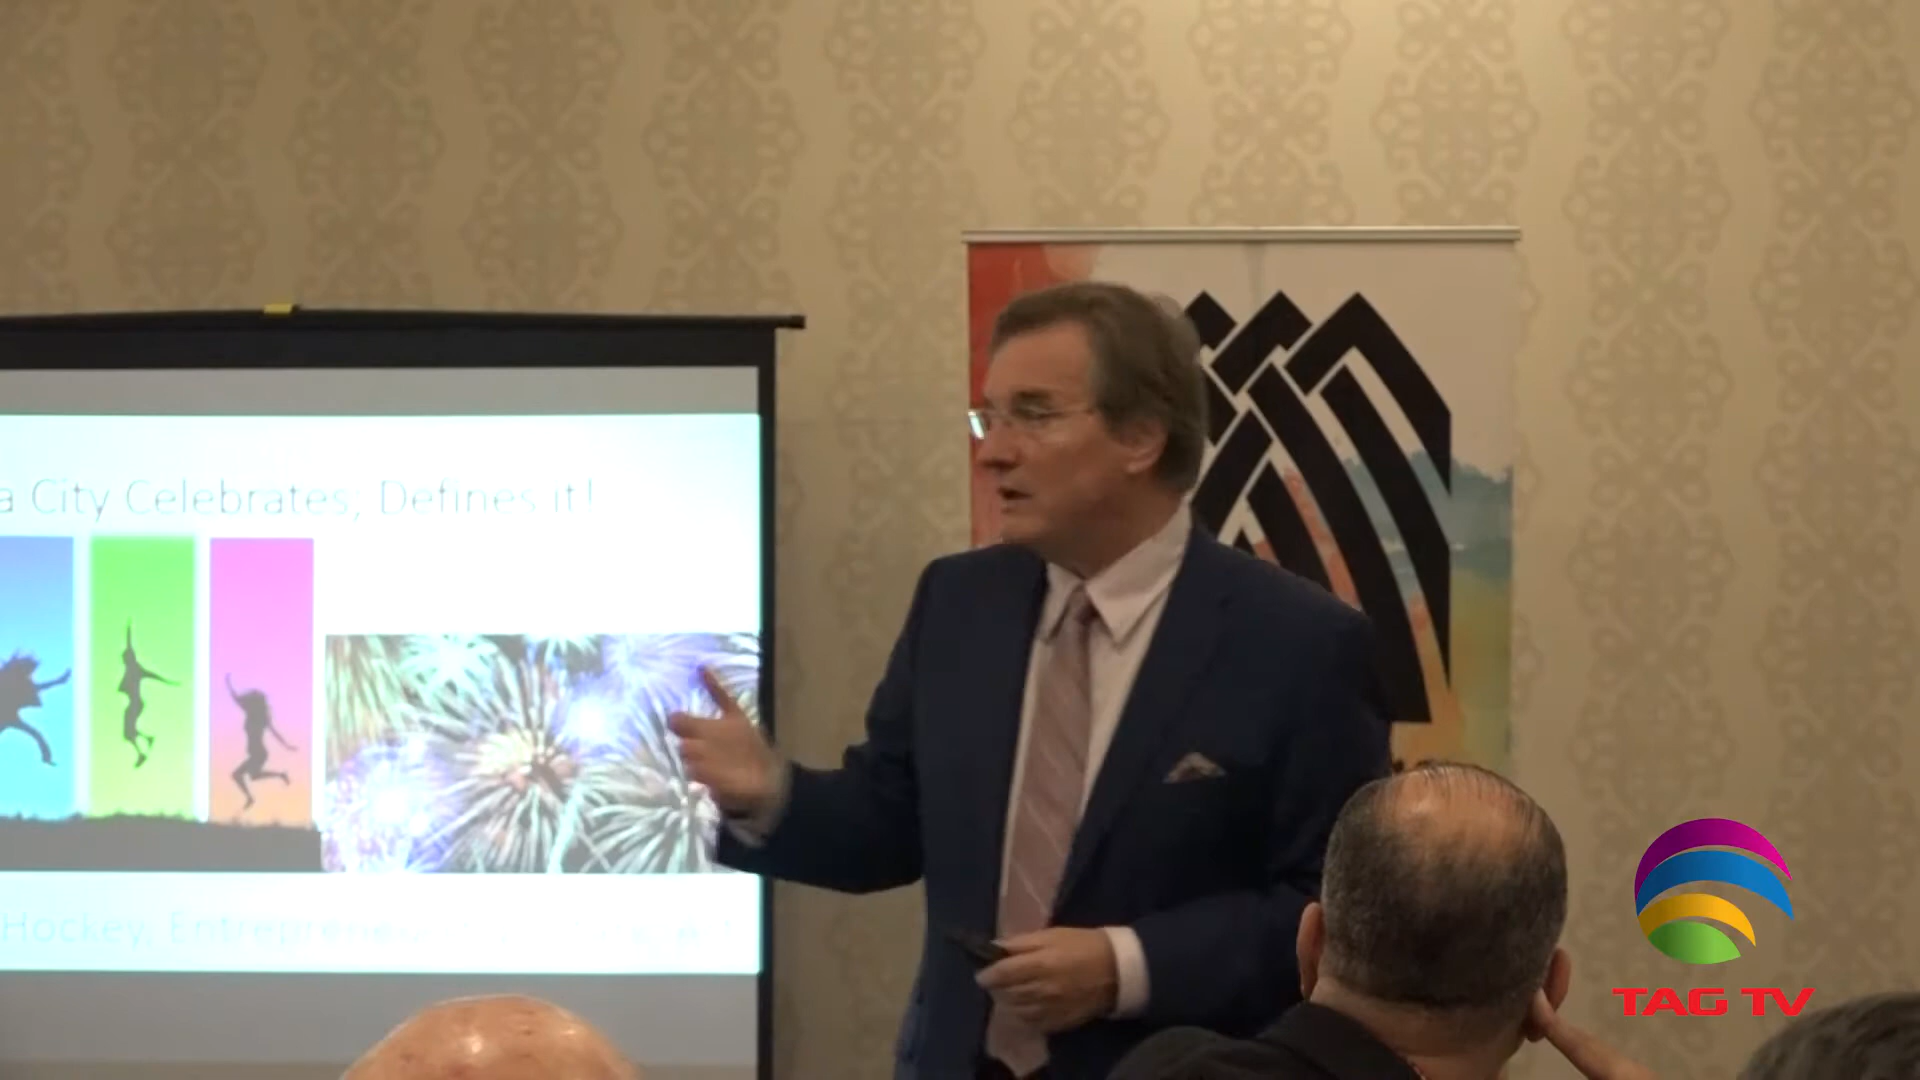 a City Celebrates; Defines it!
Hockey, Entrepreneu
TAG TV